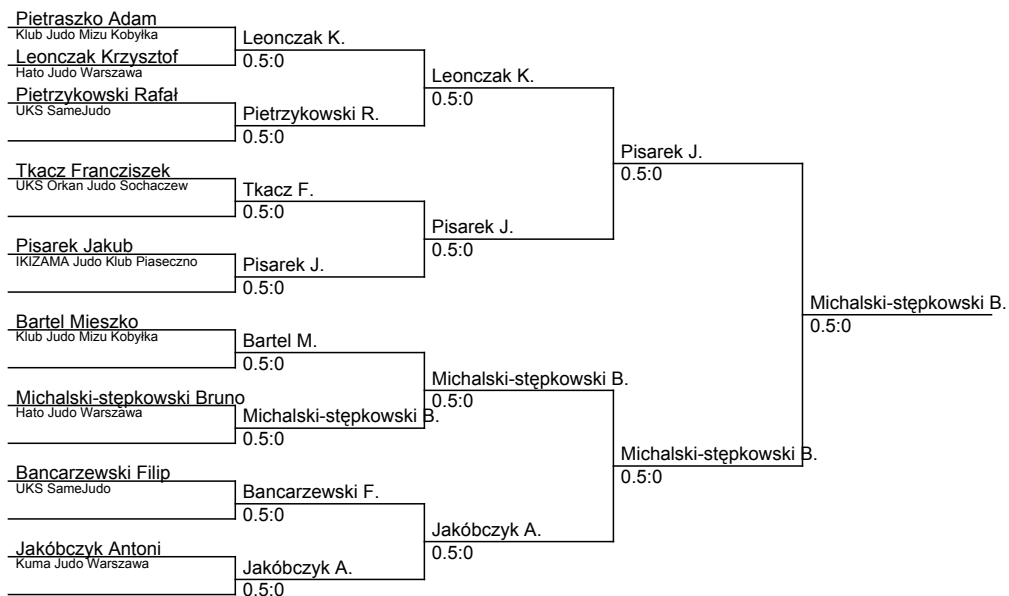 Pietraszko Adam
Klub Judo Mizu Kobyłka
Leonczak K.
0.5:0
Leonczak Krzysztof
Hato Judo Warszawa
Leonczak K.
0.5:0
Pietrzykowski Rafał
UKS SameJudo
Pietrzykowski R.
0.5:0
Pisarek J.
0.5:0
Tkacz Francziszek
UKS Orkan Judo Sochaczew
Tkacz F.
0.5:0
Pisarek J.
0.5:0
Pisarek Jakub
IKIZAMA Judo Klub Piaseczno
Pisarek J.
0.5:0
Michalski-stępkowski B.
0.5:0
Bartel Mieszko
Klub Judo Mizu Kobyłka
Bartel M.
0.5:0
Michalski-stępkowski B.
0.5:0
Michalski-stępkowski Bruno
Hato Judo Warszawa
Michalski-stępkowski B.
0.5:0
Michalski-stępkowski B.
0.5:0
Bancarzewski Filip
UKS SameJudo
Bancarzewski F.
0.5:0
Jakóbczyk A.
0.5:0
Jakóbczyk Antoni
Kuma Judo Warszawa
Jakóbczyk A.
0.5:0